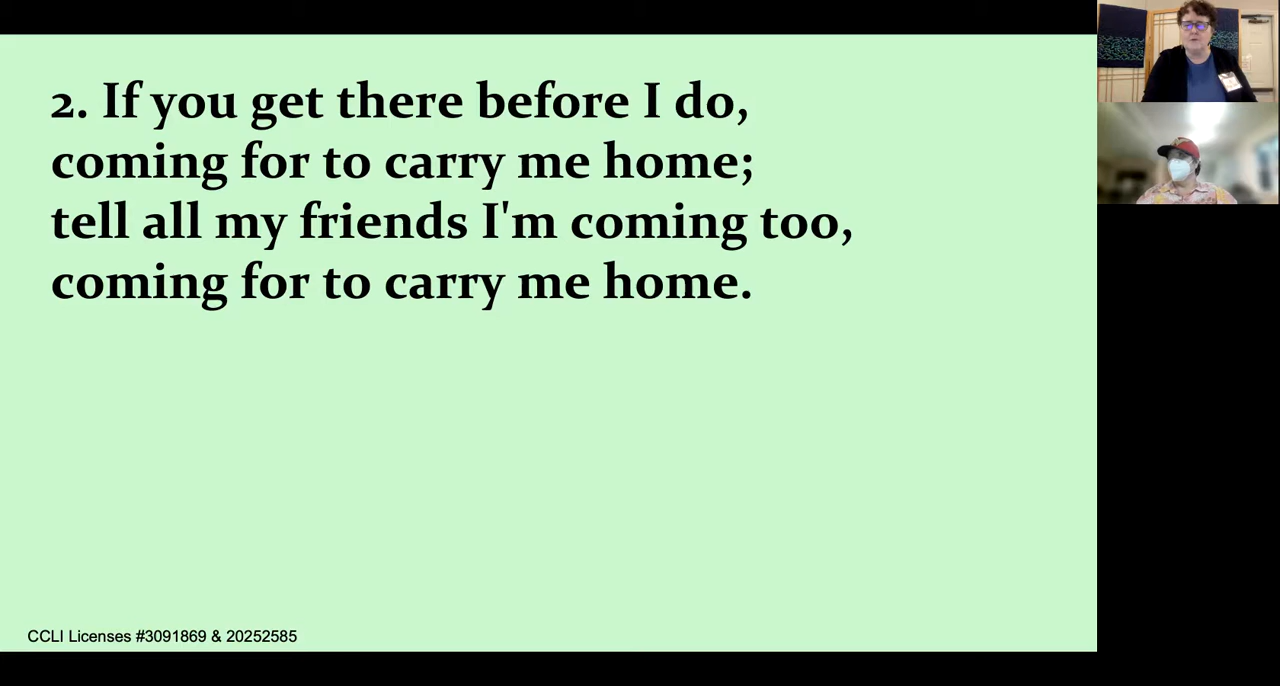 2. If you get there before I do,
coming for to carry me home;
tell all my friends I'm coming too,
coming for to carry me home.
CCLI Licenses #3091869 & 20252585